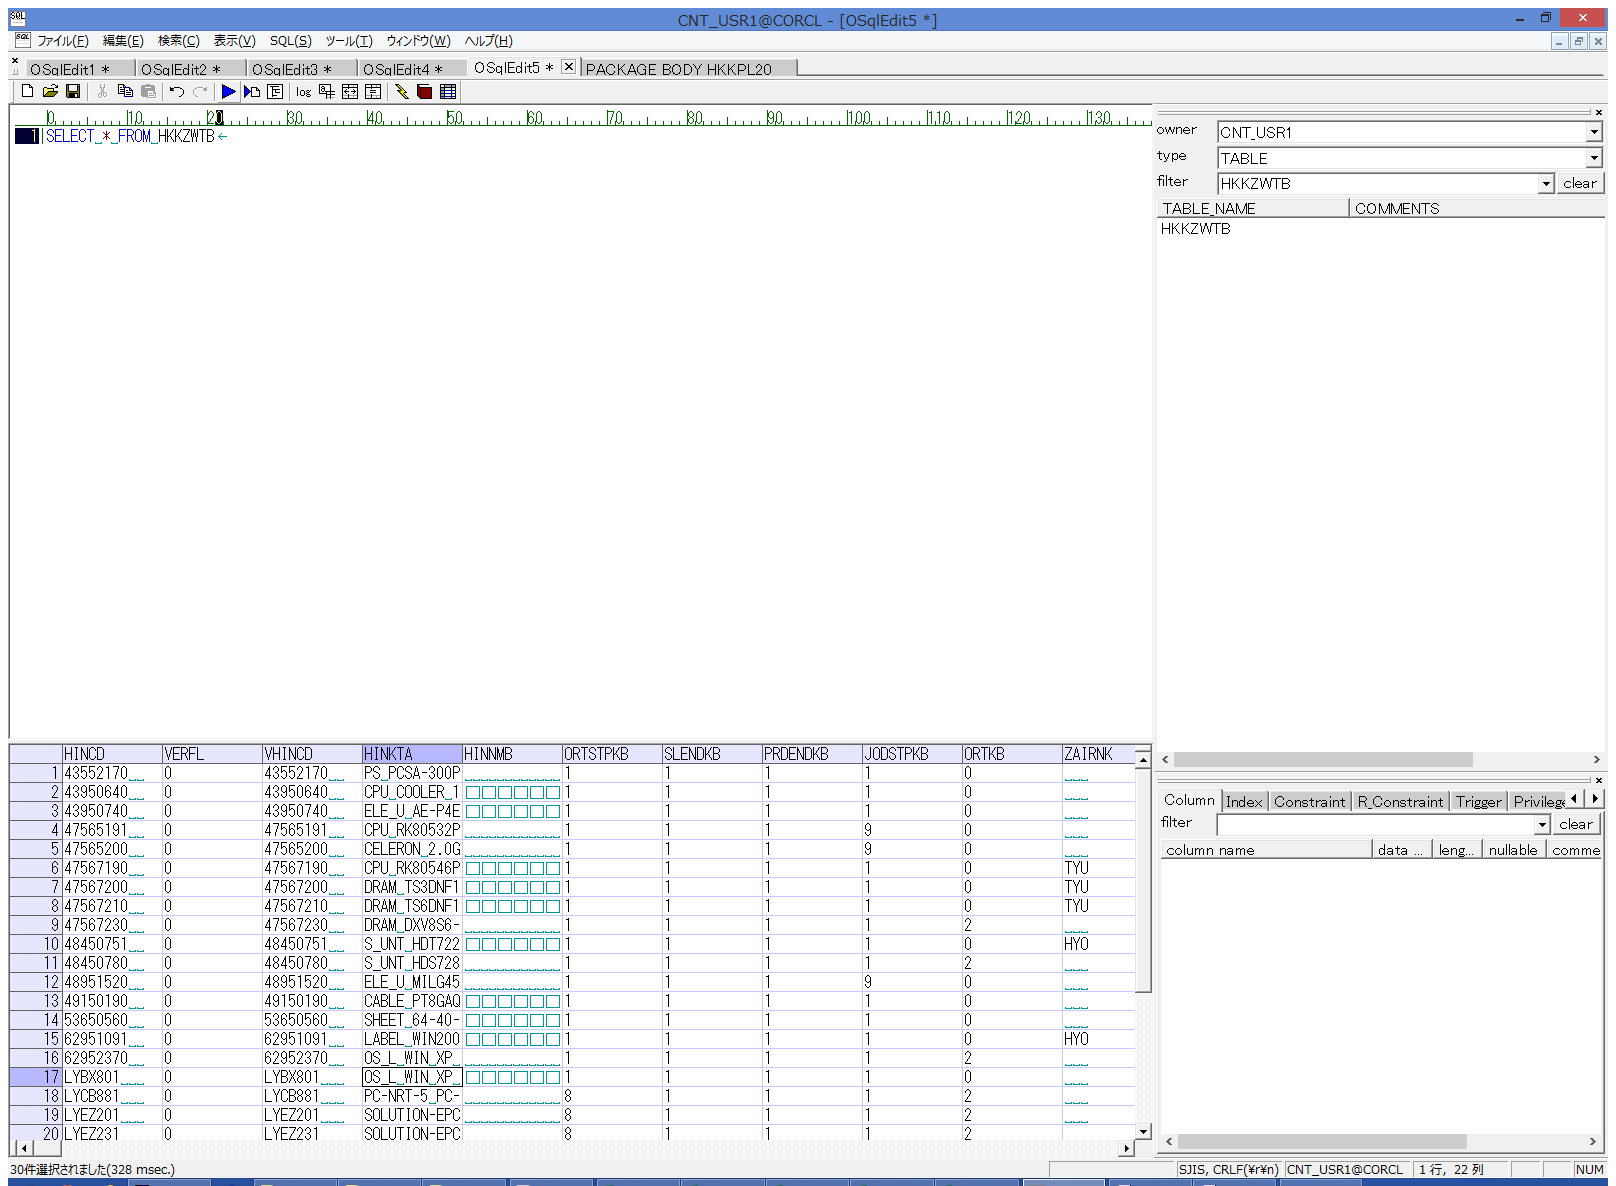 CNT_USR1@CORCL - [OSqlEdit5 *]
ファイル(F) 編集(E) 検索(C) 表示(V) SQL(S) ツール(T) ウィンドウ(W) ヘルプ(H)
OSqlEdit1 * OSqlEdit2 * OSqlEdit3 * OSqlEdit4 * OSqlEdit5 * PACKAGE BODY HKKPL20
log
0 10 20 30 40 50 60 70 80 90 100 110 120 130
1 SELECT * FROM HKKZWTB
owner CNT_USR1
type TABLE
filter HKKZWTB clear
TABLE_NAME COMMENTS
HKKZWTB
HINCD VERFL VHINCD HINKTA HINNMB ORTSTPKB SLENDKB PRDENDKB JODSTPKB ORTKB ZAIRNK
1 43552170 0 43552170 PS_PCSA-300P 1 1 1 1 0
2 43950640 0 43950640 CPU_COOLER_1 □□□□□□ 1 1 1 1 0
3 43950740 0 43950740 ELE_U_AE-P4E □□□□□□ 1 1 1 1 0
4 47565191 0 47565191 CPU_RK80532P 1 1 1 9 0
5 47565200 0 47565200 CELERON_2.0G 1 1 1 9 0
6 47567190 0 47567190 CPU_RK80546P □□□□□□ 1 1 1 1 0 TYU
7 47567200 0 47567200 DRAM_TS3DNF1 □□□□□□ 1 1 1 1 0 TYU
8 47567210 0 47567210 DRAM_TS6DNF1 □□□□□□ 1 1 1 1 0 TYU
9 47567230 0 47567230 DRAM_DXV8S6- 1 1 1 1 2
10 48450751 0 48450751 S_UNT_HDT722 □□□□□□ 1 1 1 1 0 HYO
11 48450780 0 48450780 S_UNT_HDS728 1 1 1 1 2
12 48951520 0 48951520 ELE_U_MILG45 1 1 1 9 0
13 49150190 0 49150190 CABLE_PT8GAQ □□□□□□ 1 1 1 1 0
14 53650560 0 53650560 SHEET_64-40- □□□□□□ 1 1 1 1 0
15 62951091 0 62951091 LABEL_WIN200 □□□□□□ 1 1 1 1 0 HYO
16 62952370 0 62952370 OS_L_WIN_XP_ 1 1 1 1 2
17 LYBX801 0 LYBX801 OS_L_WIN_XP_ □□□□□□ 1 1 1 1 0
18 LYCB881 0 LYCB881 PC-NRT-5_PC- 8 1 1 1 2
19 LYEZ201 0 LYEZ201 SOLUTION-EPC 8 1 1 1 2
20 LYEZ231 0 LYEZ231 SOLUTION-EPC 8 1 1 1 2
Column Index Constraint R_Constraint Trigger Privilege
filter clear
column name data ... leng... nullable comme
30件選択されました(328 msec.) SJIS, CRLF(¥r¥n) CNT_USR1@CORCL 1 行, 22 列 NUM